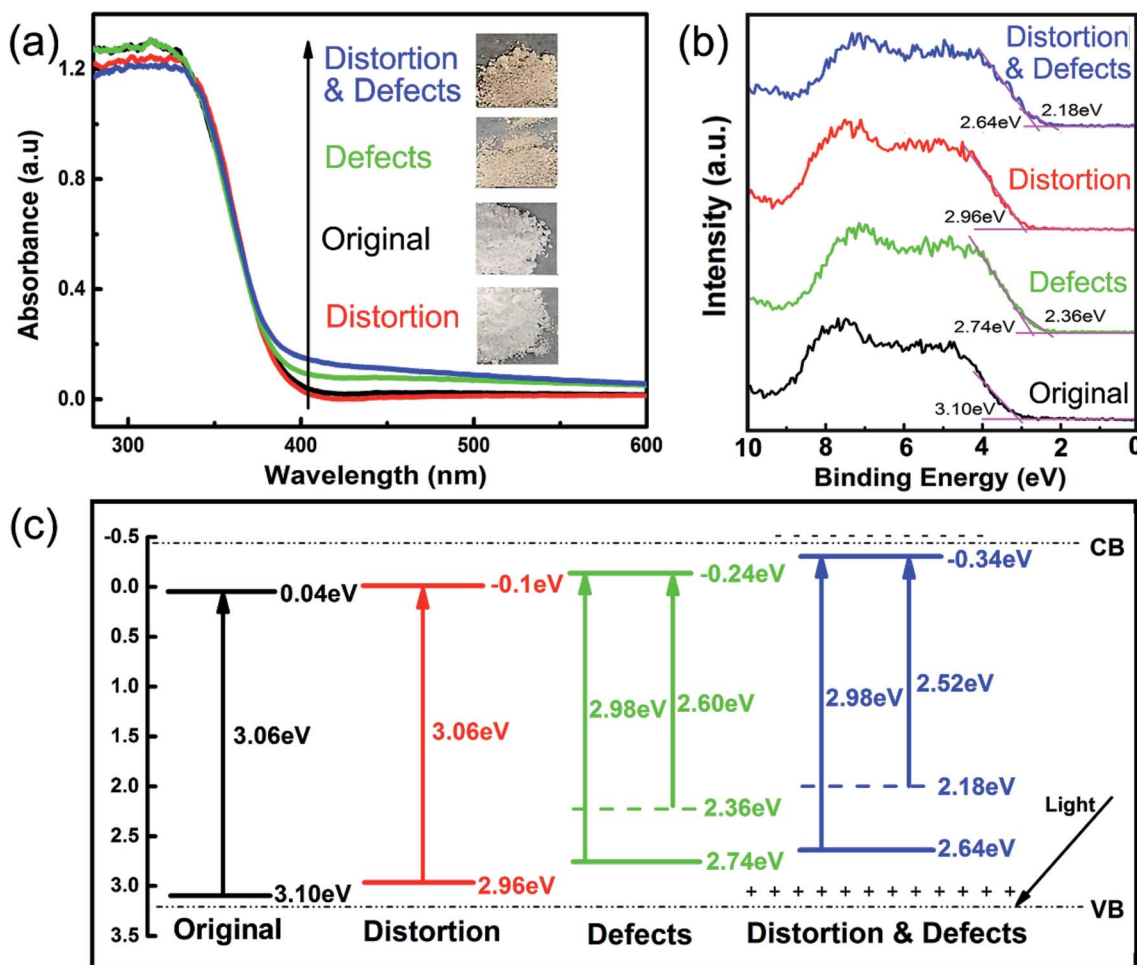 (a)
Absorbance (a.u)
1.2
0.8
0.4
0.0
Distortion
& Defects
Defects
Original
Distortion
300
400
500
600
Wavelength (nm)
(b)
Intensity (a.u.)
Distortion
& Defects
2.64eV
2.18eV
Distortion
2.96eV
Defects
2.74eV
2.36eV
Original
3.10eV
10
8
6
4
2
0
Binding Energy (eV)
(c)
-0.5
0.0
0.5
1.0
1.5
2.0
2.5
3.0
3.5
CB
0.04eV
-0.1eV
-0.24eV
-0.34eV
3.06eV
3.06eV
2.98eV
2.60eV
2.98eV
2.52eV
2.36eV
2.18eV
Light
3.10eV
2.96eV
2.74eV
2.64eV
- - - - - - - - - -
+ + + + + + + + + + + +
VB
Original
Distortion
Defects
Distortion & Defects